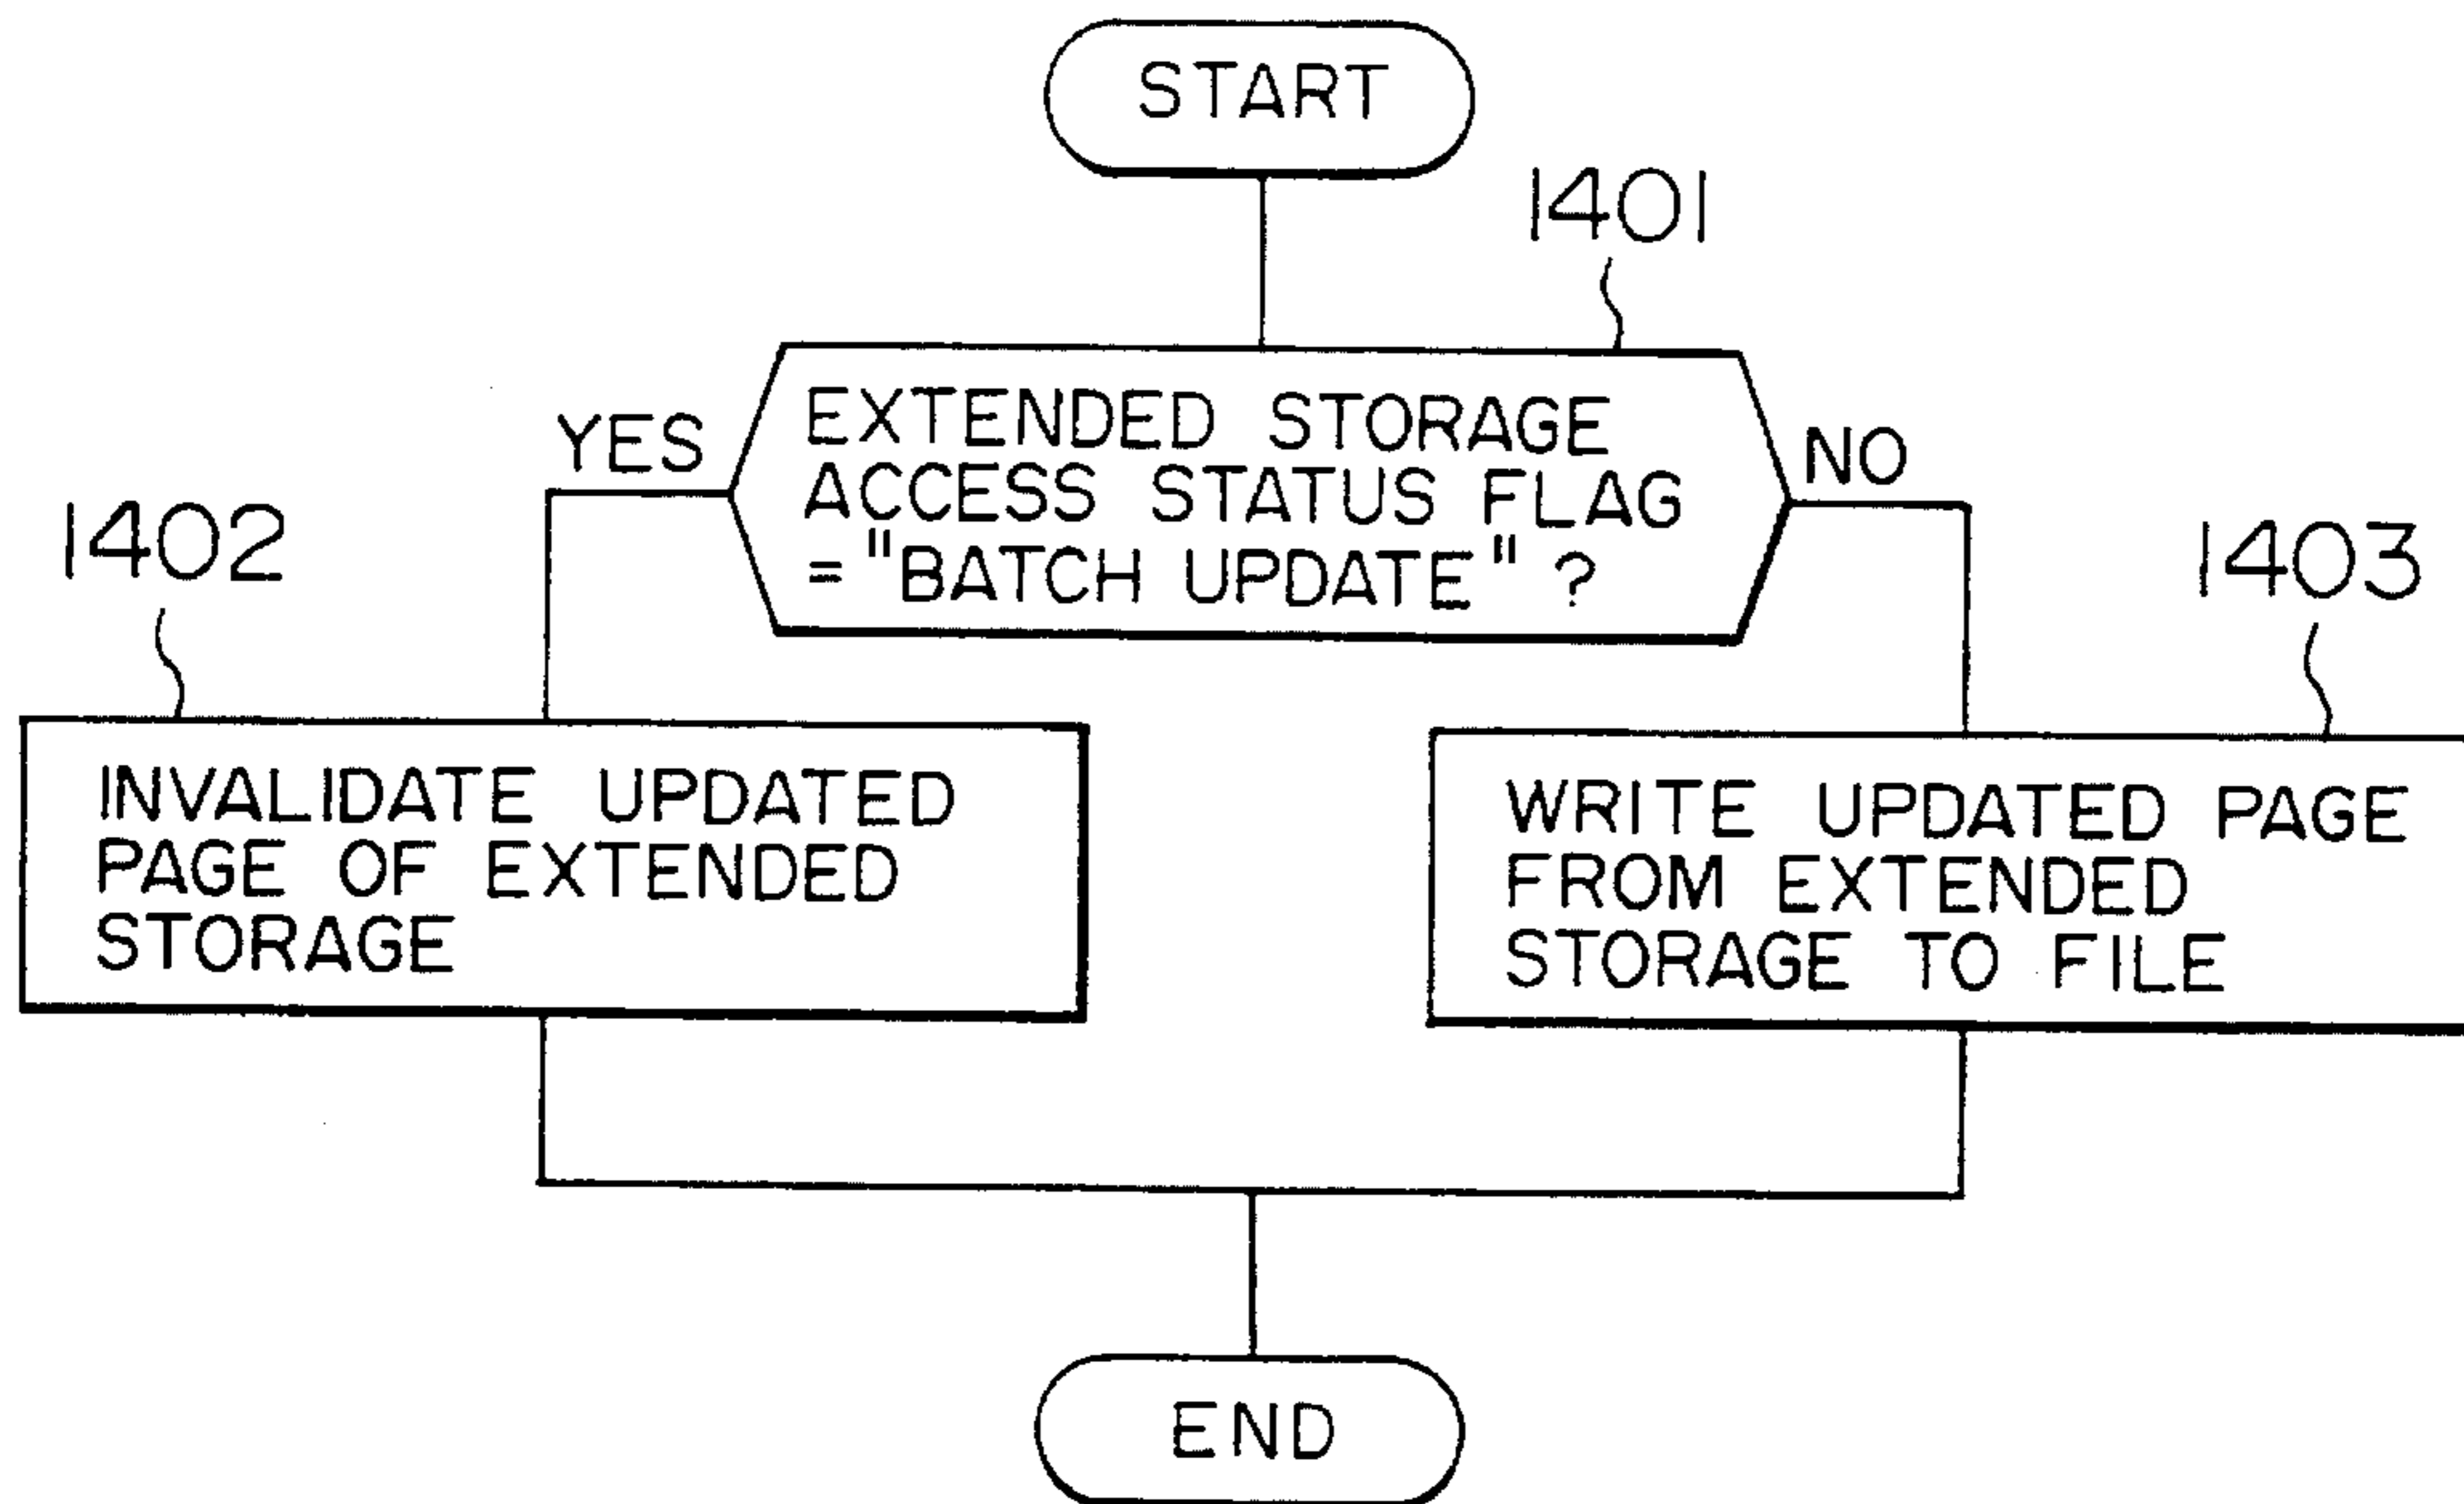 START
1401
EXTENDED STORAGE
ACCESS STATUS FLAG
= "BATCH UPDATE" ?
YES
NO
1402
1403
INVALIDATE UPDATED
PAGE OF EXTENDED
STORAGE
WRITE UPDATED PAGE
FROM EXTENDED
STORAGE TO FILE
END